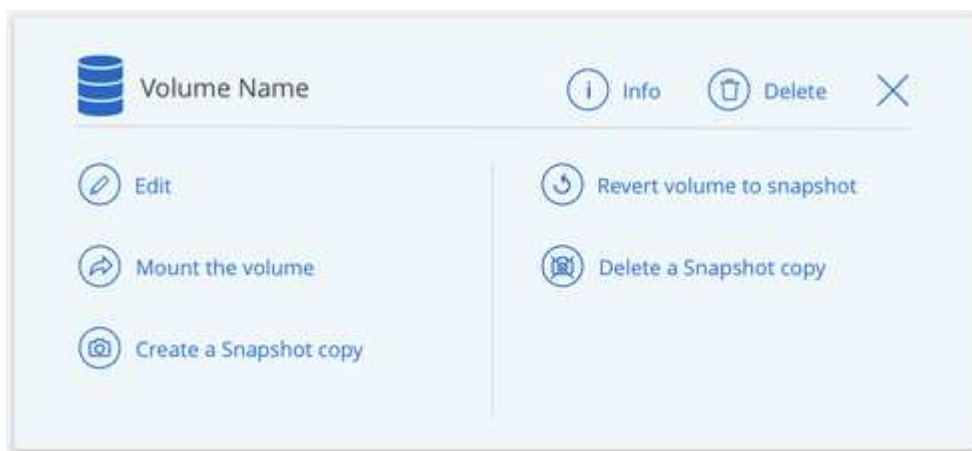 Volume Name
Info
Delete
Edit
Mount the volume
Create a Snapshot copy
Revert volume to snapshot
Delete a Snapshot copy